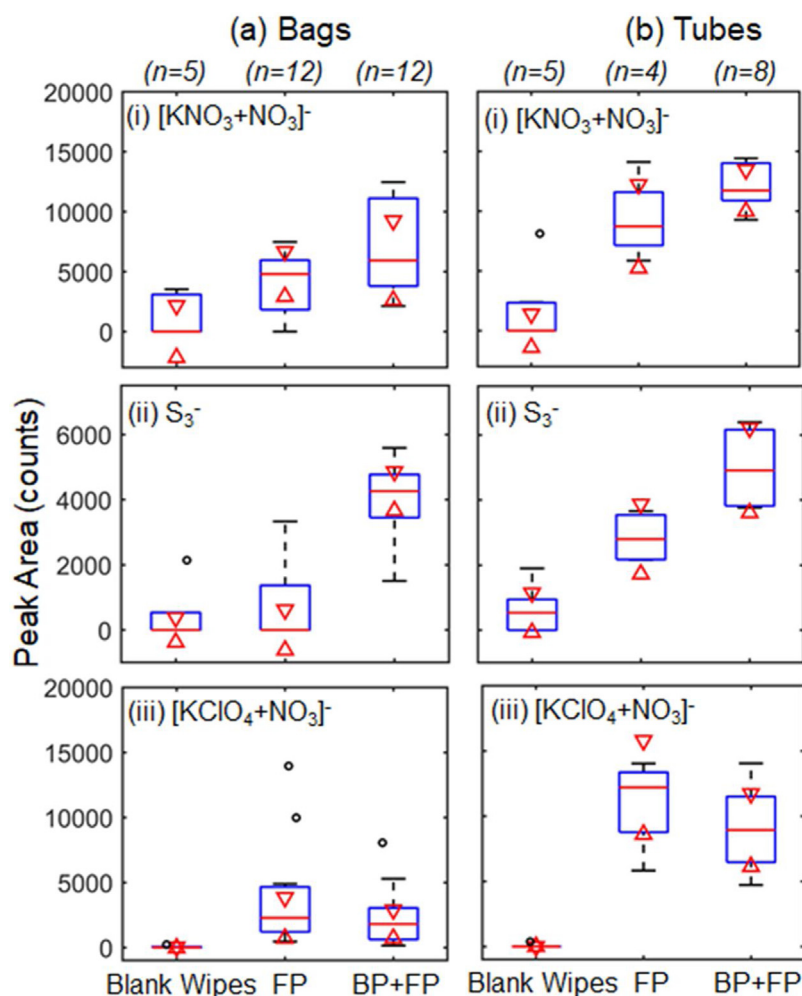 (a) Bags
(b) Tubes
(n=5) (n=12) (n=12)
(n=5) (n=4) (n=8)
Peak Area (counts)
20000
15000
10000
5000
0
(i) [KNO₃+NO₃]⁻
(i) [KNO₃+NO₃]⁻
6000
4000
2000
0
(ii) S₃⁻
(ii) S₃⁻
20000
15000
10000
5000
0
(iii) [KClO₄+NO₃]⁻
(iii) [KClO₄+NO₃]⁻
Blank Wipes FP BP+FP
Blank Wipes FP BP+FP